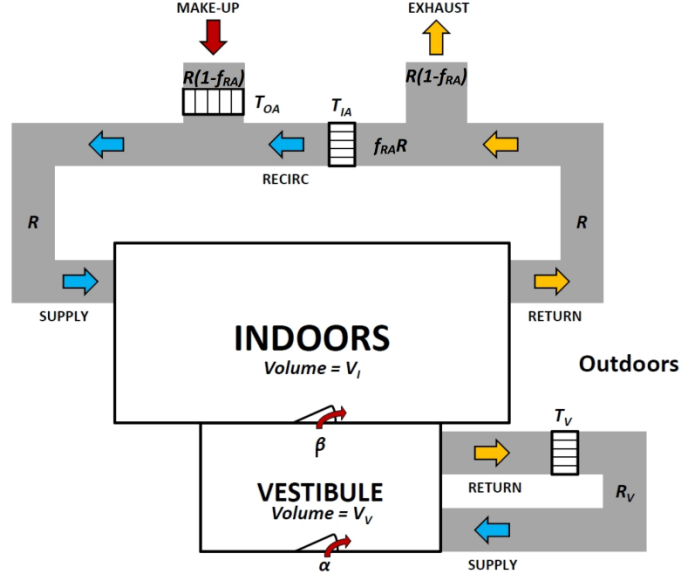 MAKE-UP
EXHAUST
R(1-fRA)
R(1-fRA)
TOA
TIA
fRAR
RECIRC
R
R
SUPPLY
RETURN
INDOORS
Volume = VI
Outdoors
β
TV
VESTIBULE
Volume = VV
RETURN
RV
SUPPLY
α